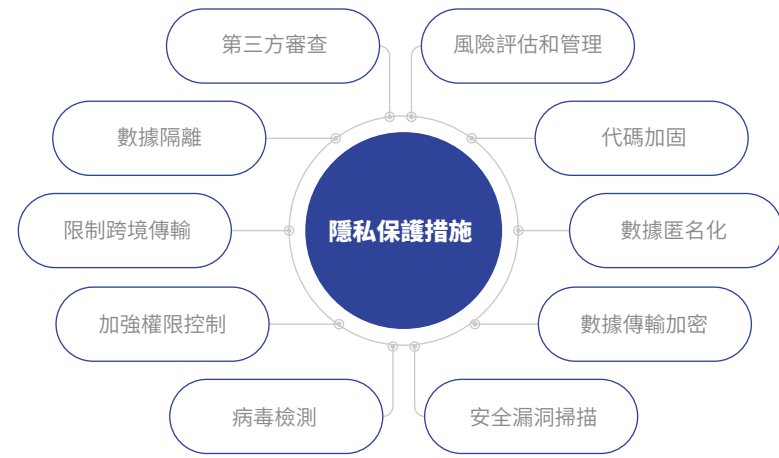 第三方審查
風險評估和管理
數據隔離
代碼加固
限制跨境傳輸
隱私保護措施
數據匿名化
加強權限控制
數據傳輸加密
病毒檢測
安全漏洞掃描